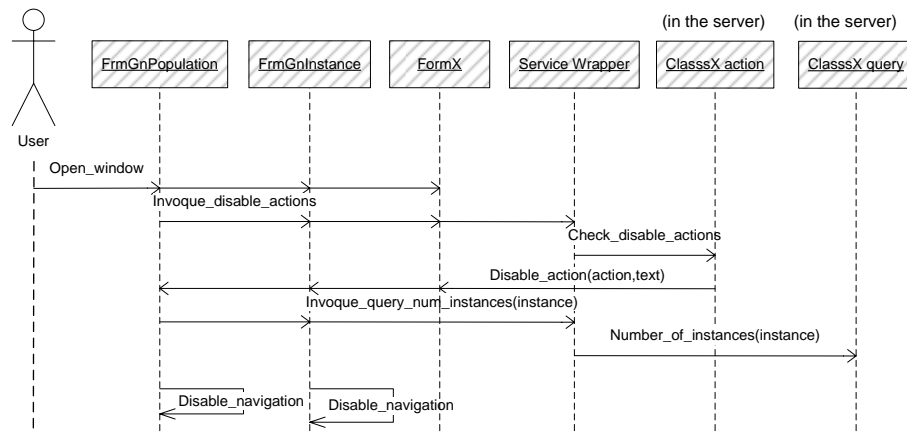 (in the server) (in the server)
FrmGnPopulation FrmGnInstance FormX Service Wrapper ClasssX action ClasssX query
User
Open_window
Invoque_disable_actions
Check_disable_actions
Disable_action(action,text)
Invoque_query_num_instances(instance)
Number_of_instances(instance)
Disable_navigation
Disable_navigation